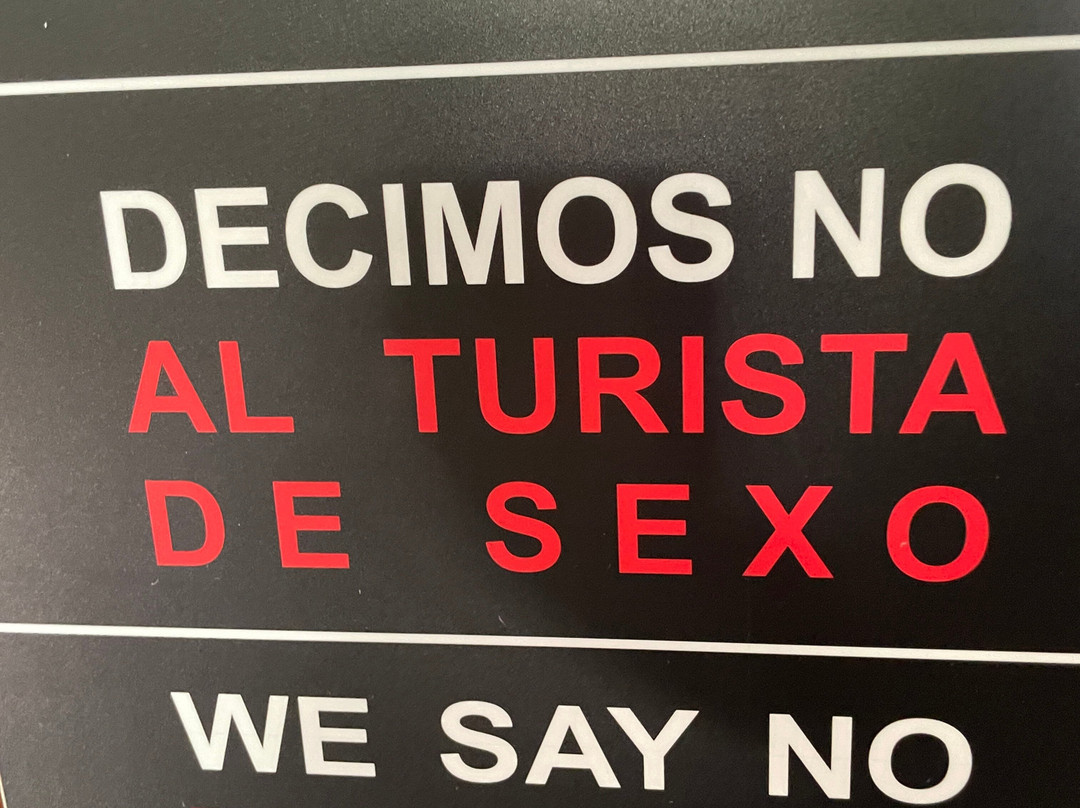 DECIMOS NO
AL TURISTA
DE SEXO
WE SAY NO